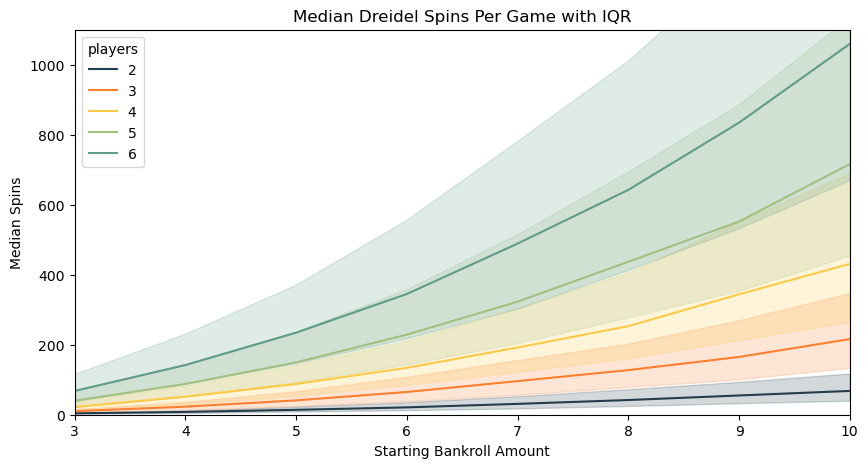 Median Dreidel Spins Per Game with IQR
players
2
3
4
5
6
Median Spins
1000
800
600
400
200
0
3 4 5 6 7 8 9 10
Starting Bankroll Amount